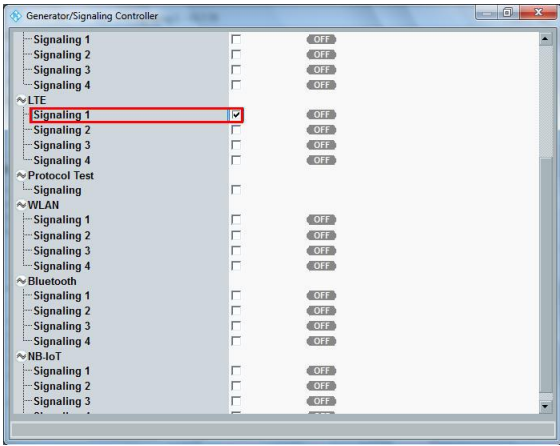 Generator/Signaling Controller
Signaling 1 OFF
Signaling 2 OFF
Signaling 3 OFF
Signaling 4 OFF
LTE
Signaling 1 OFF
Signaling 2 OFF
Signaling 3 OFF
Signaling 4 OFF
Protocol Test
Signaling
WLAN
Signaling 1 OFF
Signaling 2 OFF
Signaling 3 OFF
Signaling 4 OFF
Bluetooth
Signaling 1 OFF
Signaling 2 OFF
Signaling 3 OFF
Signaling 4 OFF
NB-IoT
Signaling 1 OFF
Signaling 2 OFF
Signaling 3 OFF